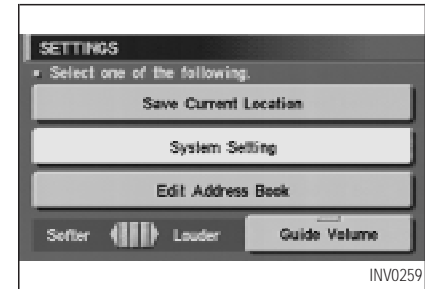 SETTINGS
Select one of the following.
Save Current Location
System Setting
Edit Address Book
Softer Louder Guide Volume
INV0259